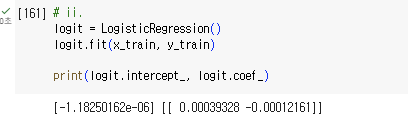 [161] # ii.
0초
logit = LogisticRegression()
logit.fit(x_train, y_train)
print(logit.intercept_, logit.coef_)
[-1.18250162e-06] [[ 0.00039328 -0.00012161]]